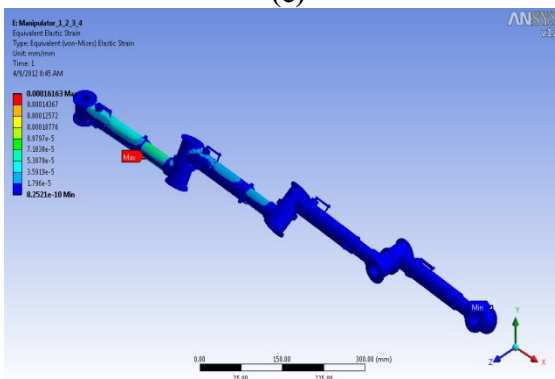 (c)
E: Manipulator_1_2_3_4
Equivalent Elastic Strain
Type: Equivalent (von-Mises) Elastic Strain
Unit: mm/mm
Time: 1
4/9/2012 8:45 AM
ANSYS
v12
0.00016163 Max
0.00014367
0.00012572
0.00010776
8.9797e-5
7.1838e-5
5.3878e-5
3.5919e-5
1.796e-5
8.2521e-10 Min
Max
Min
Y
Z
X
0.00
150.00
300.00 (mm)
75.00
225.00